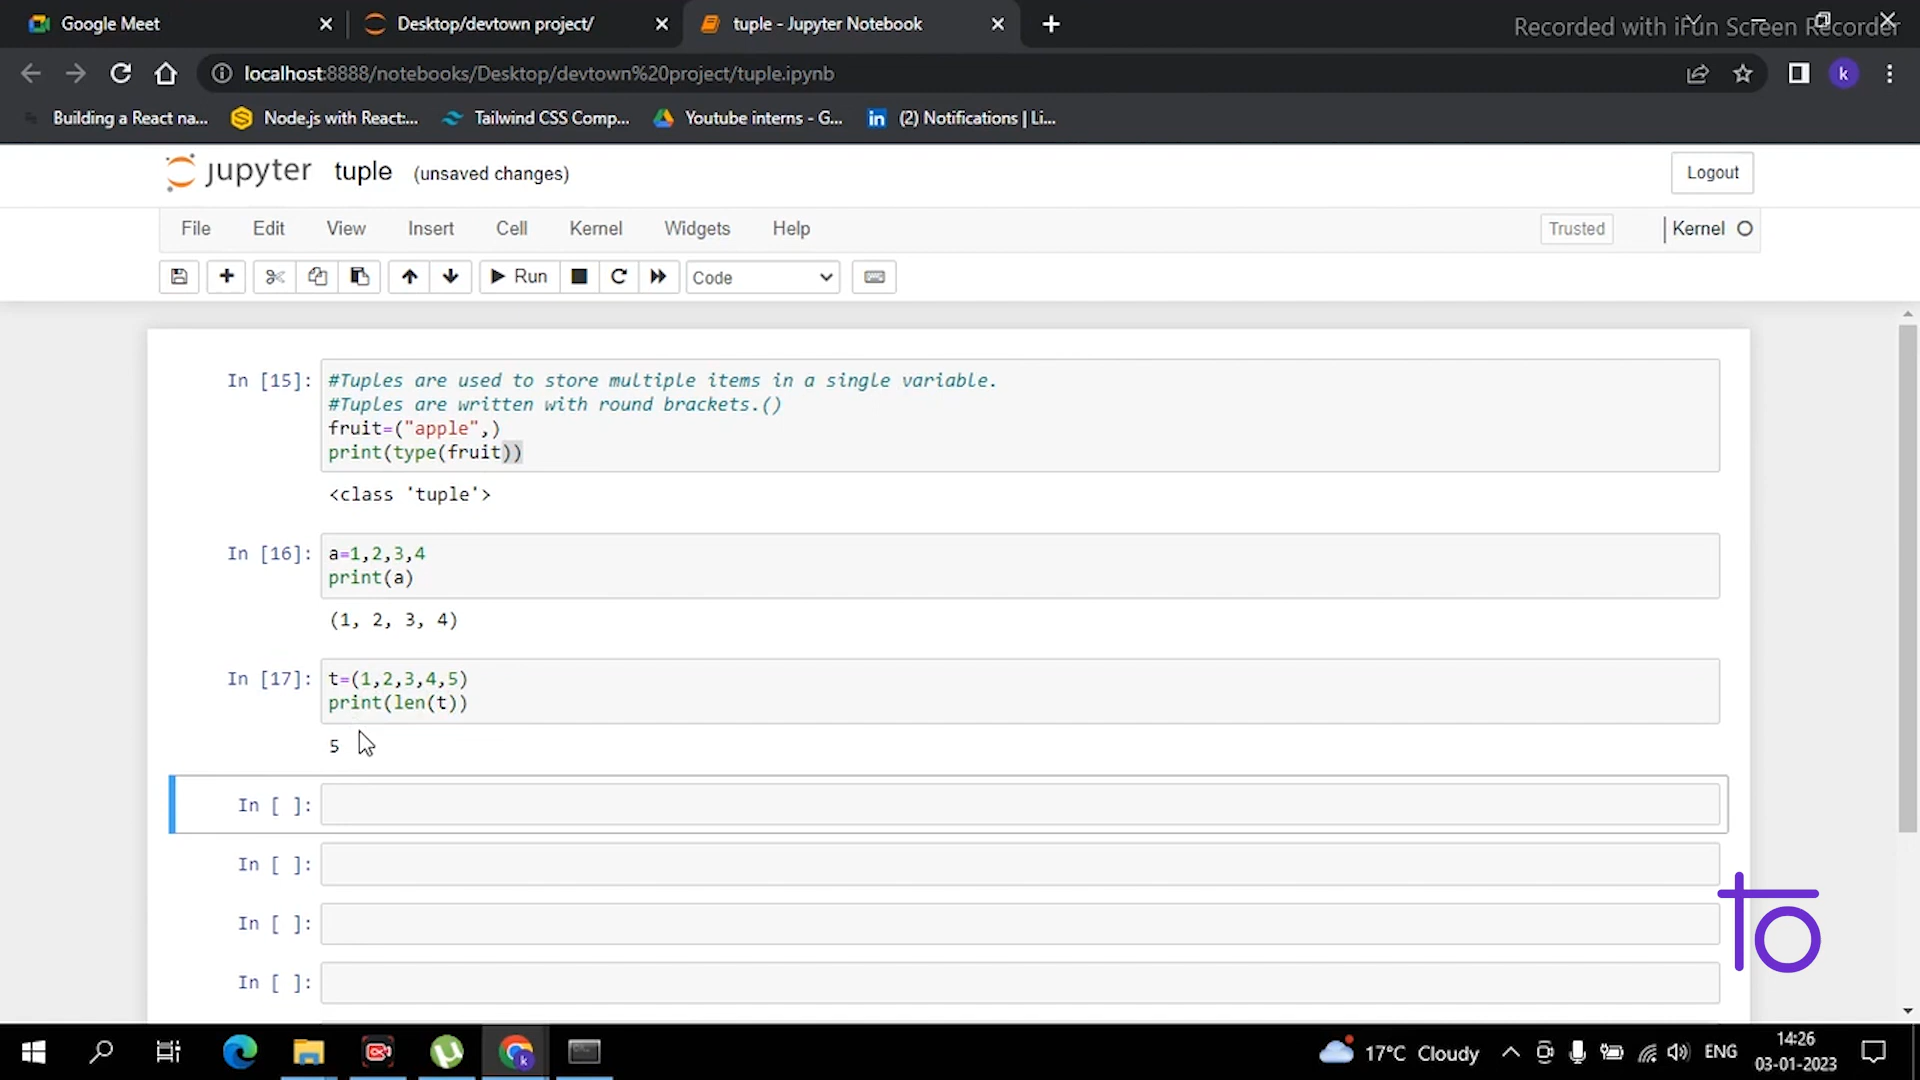 Google Meet
Desktop/devtown project/
tuple - Jupyter Notebook
Recorded with iFun Screen Recorder
localhost:8888/notebooks/Desktop/devtown%20project/tuple.ipynb
k
Building a React na...
Node.js with React:...
Tailwind CSS Comp...
Youtube interns - G...
in
(2) Notifications | Li...
jupyter tuple (unsaved changes)
Logout
File Edit View Insert Cell Kernel Widgets Help
Trusted
Kernel
Run
Code
In [15]:
#Tuples are used to store multiple items in a single variable.
#Tuples are written with round brackets.()
fruit=("apple",)
print(type(fruit))
<class 'tuple'>
In [16]:
a=1,2,3,4
print(a)
(1, 2, 3, 4)
In [17]:
t=(1,2,3,4,5)
print(len(t))
5
In [ ]:
In [ ]:
In [ ]:
In [ ]:
17°C Cloudy
ENG
14:26
03-01-2023